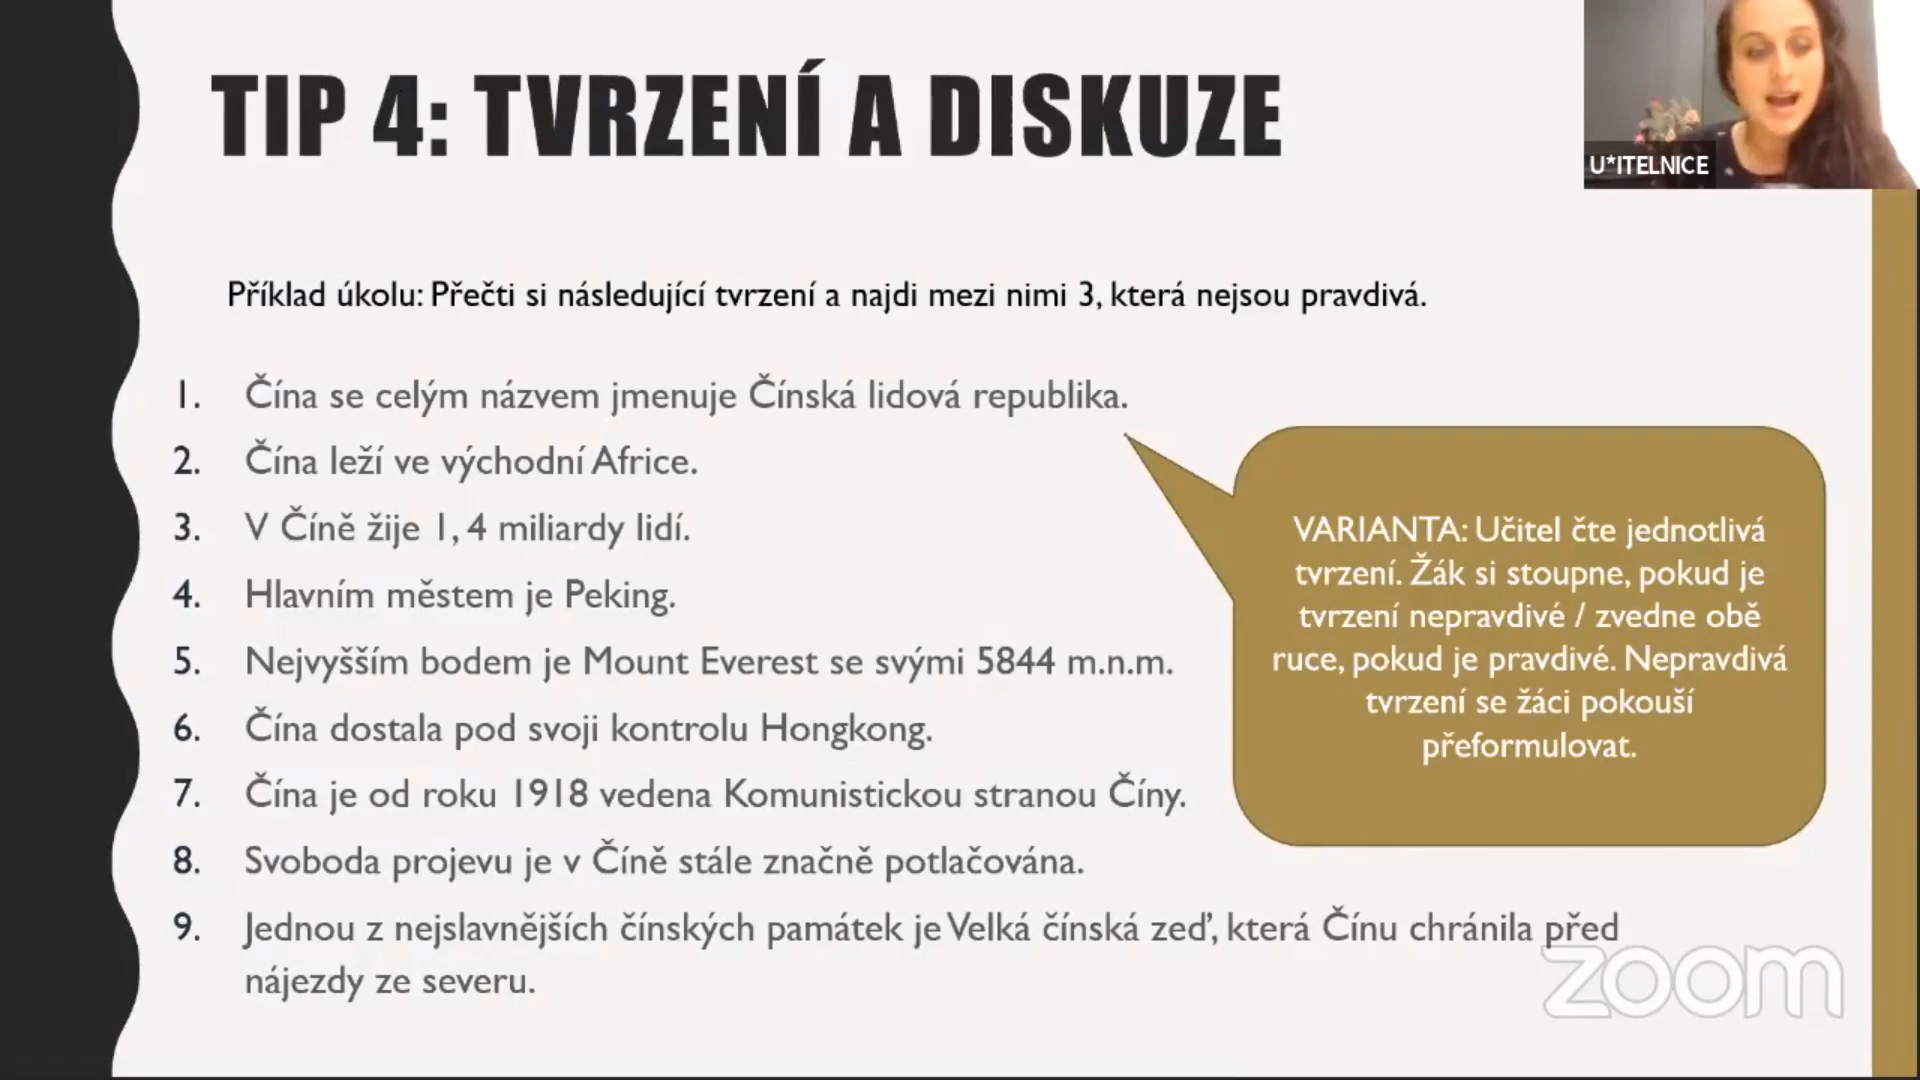 TIP 4: TVRZENÍ A DISKUZE
U*ITELNICE
Příklad úkolu: Přečti si následující tvrzení a najdi mezi nimi 3, která nejsou pravdivá.
1. Čína se celým názvem jmenuje Čínská lidová republika.
2. Čína leží ve východní Africe.
3. V Číně žije 1, 4 miliardy lidí.
4. Hlavním městem je Peking.
5. Nejvyšším bodem je Mount Everest se svými 5844 m.n.m.
6. Čína dostala pod svoji kontrolu Hongkong.
7. Čína je od roku 1918 vedena Komunistickou stranou Číny.
8. Svoboda projevu je v Číně stále značně potlačována.
9. Jednou z nejslavnějších čínských památek je Velká čínská zeď, která Čínu chránila před
nájezdy ze severu.
VARIANTA: Učitel čte jednotlivá
tvrzení. Žák si stoupne, pokud je
tvrzení nepravdivé / zvedne obě
ruce, pokud je pravdivé. Nepravdivá
tvrzení se žáci pokouší
přeformulovat.
zoom